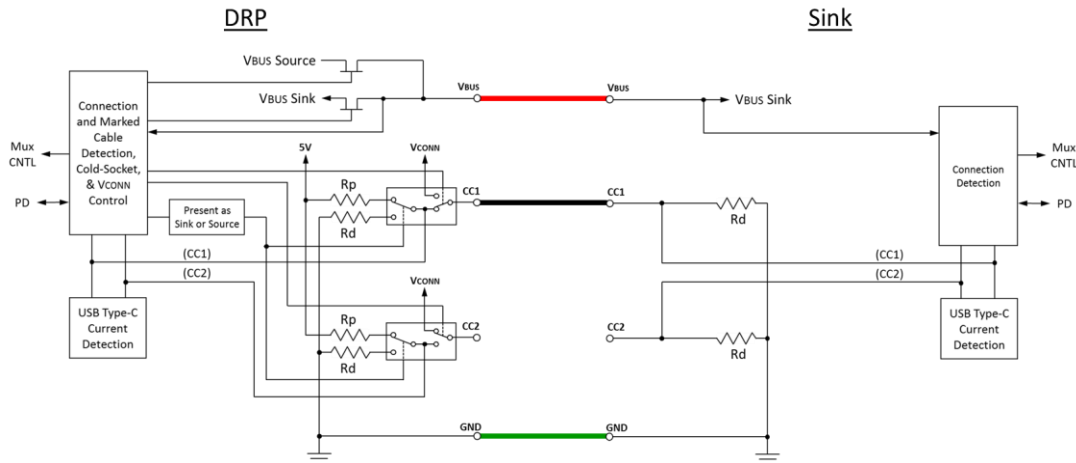 DRP
Sink
VBUS Source
VBUS Sink
Connection
and Marked
Cable
Detection,
Cold-Socket,
& VCONN
Control
Mux
CNTL
PD
Present as
Sink or Source
(CC1)
(CC2)
USB Type-C
Current
Detection
5V
VCONN
Rp
Rd
CC1
VCONN
Rp
Rd
CC2
GND
VBUS
VBUS
CC1
CC2
GND
VBUS Sink
Rd
Rd
(CC1)
(CC2)
Connection
Detection
Mux
CNTL
PD
USB Type-C
Current
Detection